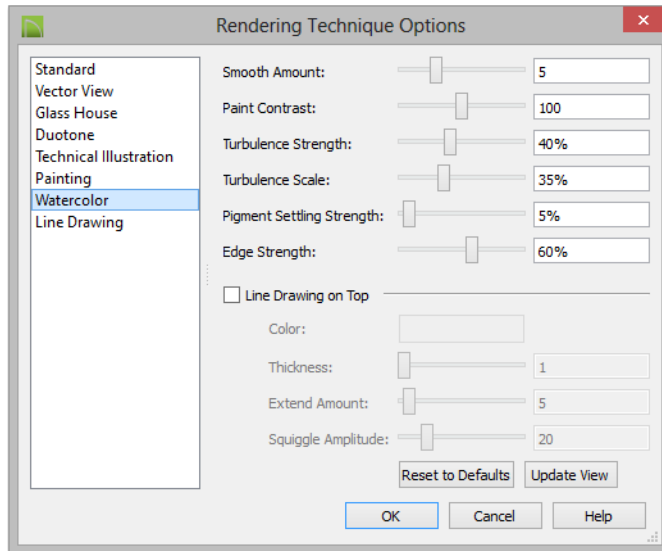 Rendering Technique Options
Standard
Vector View
Glass House
Duotone
Technical Illustration
Painting
Watercolor
Line Drawing
Smooth Amount: 5
Paint Contrast: 100
Turbulence Strength: 40%
Turbulence Scale: 35%
Pigment Settling Strength: 5%
Edge Strength: 60%
Line Drawing on Top
Color:
Thickness: 1
Extend Amount: 5
Squiggle Amplitude: 20
Reset to Defaults Update View
OK Cancel Help